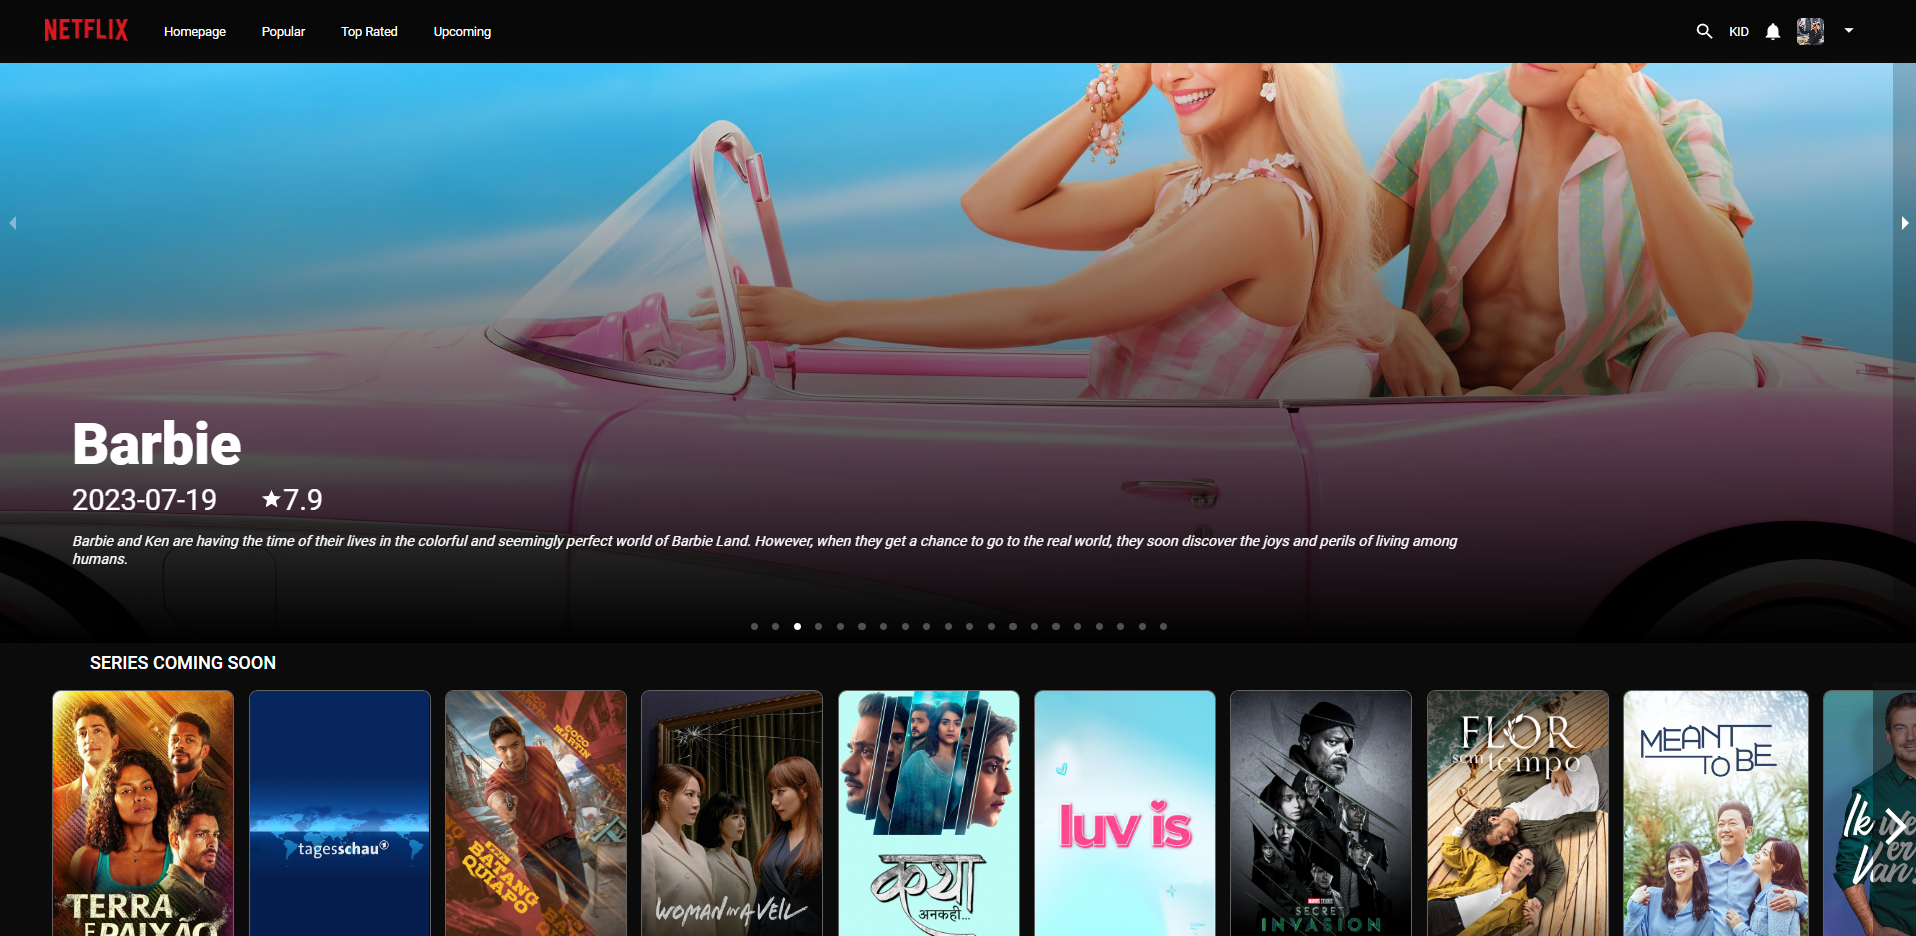 NETFLIX
Homepage
Popular
Top Rated
Upcoming
KID
Barbie
2023-07-19
7.9
Barbie and Ken are having the time of their lives in the colorful and seemingly perfect world of Barbie Land. However, when they get a chance to go to the real world, they soon discover the joys and perils of living among
humans.
SERIES COMING SOON
TERRA
E PAIXÃO
tagesschau
COCO
MARTIN
BATANG
QUIAPO
WOMAN IN A VEIL
कथा
अनकही...
luv is
MARVEL STUDIOS
SECRET
INVASION
FLOR
sem tempo
MEANT
TO BE
Ik